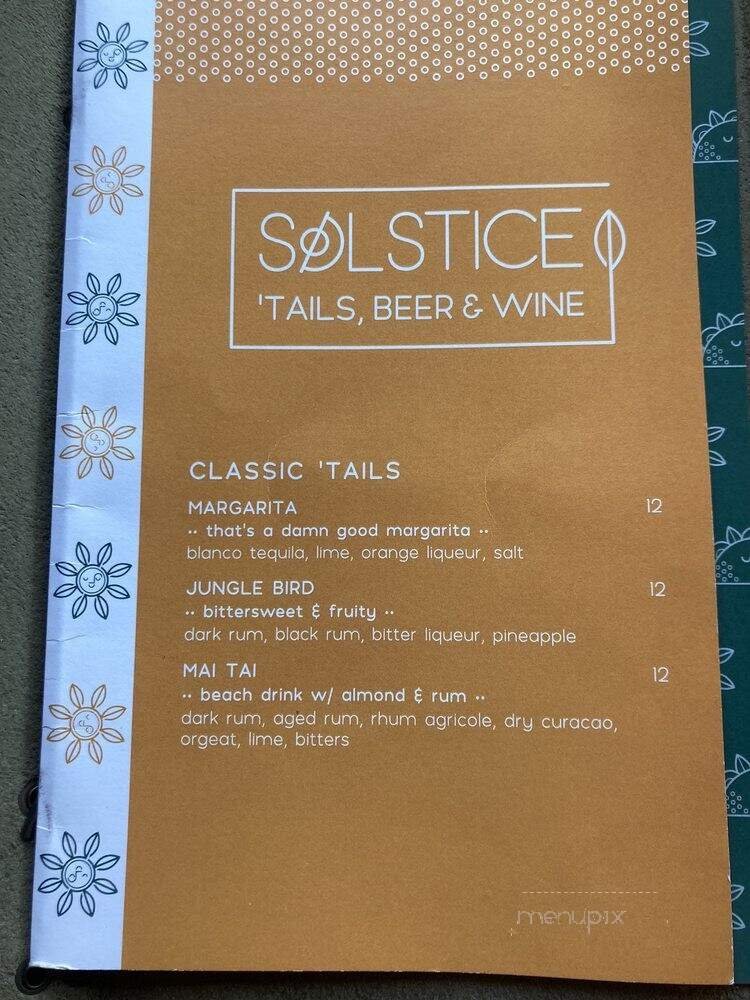 SØLSTICE
'TAILS, BEER & WINE
CLASSIC 'TAILS
MARGARITA 12
·· that's a damn good margarita ··
blanco tequila, lime, orange liqueur, salt
JUNGLE BIRD 12
·· bittersweet & fruity ··
dark rum, black rum, bitter liqueur, pineapple
MAI TAI 12
·· beach drink w/ almond & rum ··
dark rum, aged rum, rhum agricole, dry curacao,
orgeat, lime, bitters
menupix